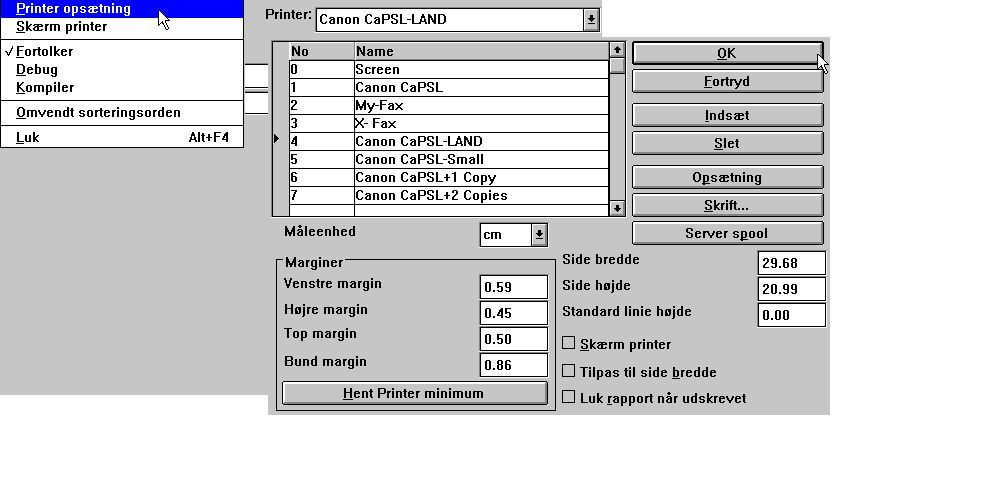 Printer opsætning
Skærm printer
✓ Fortolker
Debug
Kompiler
Omvendt sorteringsorden
Luk Alt+F4
Printer: Canon CaPSL-LAND
No Name
0 Screen
1 Canon CaPSL
2 My-Fax
3 X- Fax
4 Canon CaPSL-LAND
5 Canon CaPSL-Small
6 Canon CaPSL+1 Copy
7 Canon CaPSL+2 Copies
OK
Fortryd
Indsæt
Slet
Opsætning
Skrift...
Server spool
Måleenhed cm
Marginer
Venstre margin 0.59
Højre margin 0.45
Top margin 0.50
Bund margin 0.86
Hent Printer minimum
Side bredde 29.68
Side højde 20.99
Standard linie højde 0.00
Skærm printer
Tilpas til side bredde
Luk rapport når udskrevet